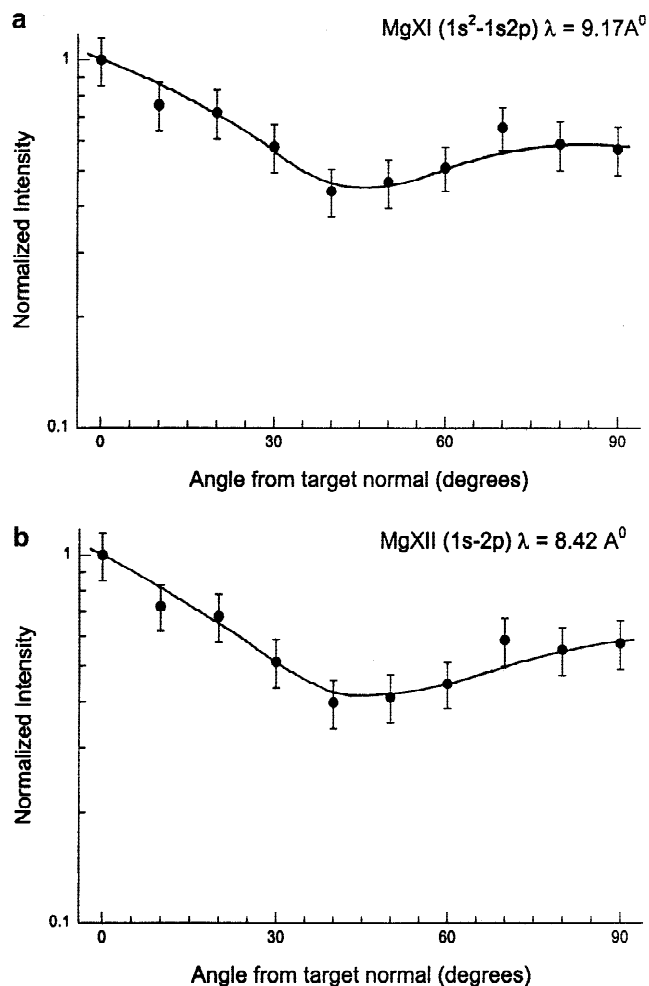 a
MgXI (1s²-1s2p) λ = 9.17A⁰
1
Normalized Intensity
0.1
0 30 60 90
Angle from target normal (degrees)
b
MgXII (1s-2p) λ = 8.42 A⁰
1
Normalized Intensity
0.1
0 30 60 90
Angle from target normal (degrees)